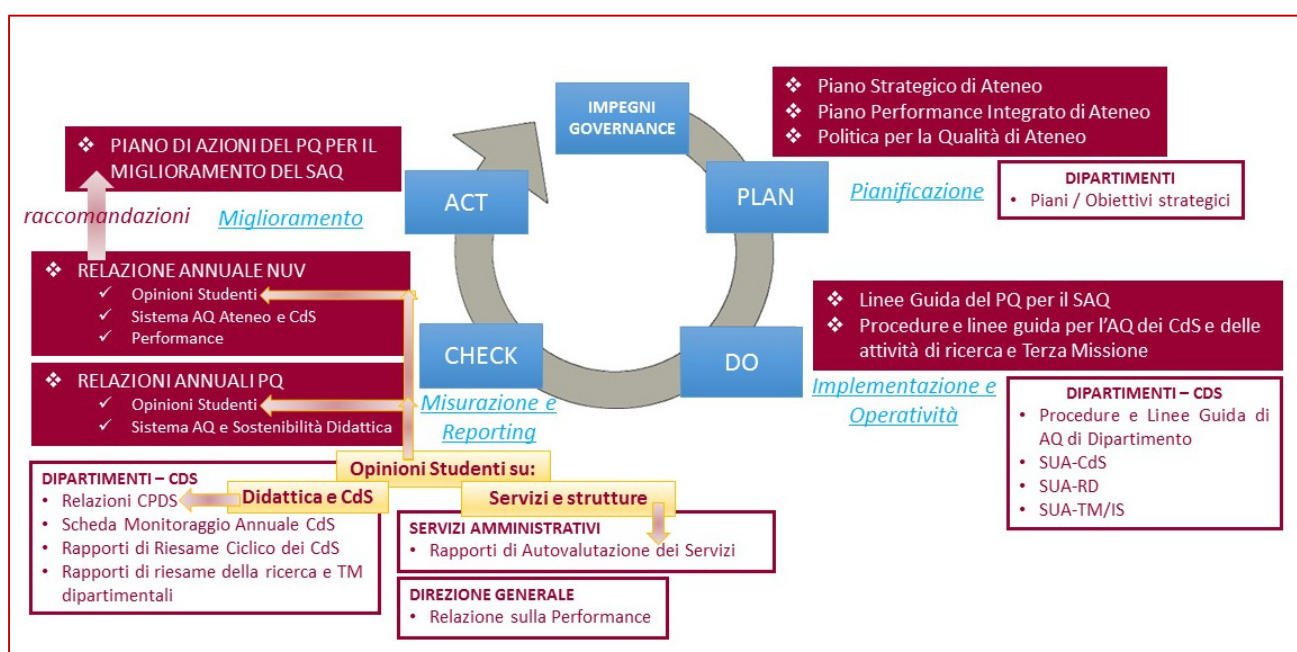 IMPEGNI
GOVERNANCE
❖ Piano Strategico di Ateneo
❖ Piano Performance Integrato di Ateneo
❖ Politica per la Qualità di Ateneo
PLAN
Pianificazione
DIPARTIMENTI
• Piani / Obiettivi strategici
❖ Linee Guida del PQ per il SAQ
❖ Procedure e linee guida per l'AQ dei CdS e delle
attività di ricerca e Terza Missione
DO
Implementazione e
Operatività
DIPARTIMENTI – CDS
• Procedure e Linee Guida di
AQ di Dipartimento
• SUA-CdS
• SUA-RD
• SUA-TM/IS
CHECK
Misurazione e
Reporting
ACT
Miglioramento
❖ PIANO DI AZIONI DEL PQ PER IL
MIGLIORAMENTO DEL SAQ
raccomandazioni
❖ RELAZIONE ANNUALE NUV
✓ Opinioni Studenti
✓ Sistema AQ Ateneo e CdS
✓ Performance
❖ RELAZIONI ANNUALI PQ
✓ Opinioni Studenti
✓ Sistema AQ e Sostenibilità Didattica
Opinioni Studenti su:
Didattica e CdS
Servizi e strutture
DIPARTIMENTI – CDS
• Relazioni CPDS
• Scheda Monitoraggio Annuale CdS
• Rapporti di Riesame Ciclico dei CdS
• Rapporti di riesame della ricerca e TM
dipartimentali
SERVIZI AMMINISTRATIVI
• Rapporti di Autovalutazione dei Servizi
DIREZIONE GENERALE
• Relazione sulla Performance